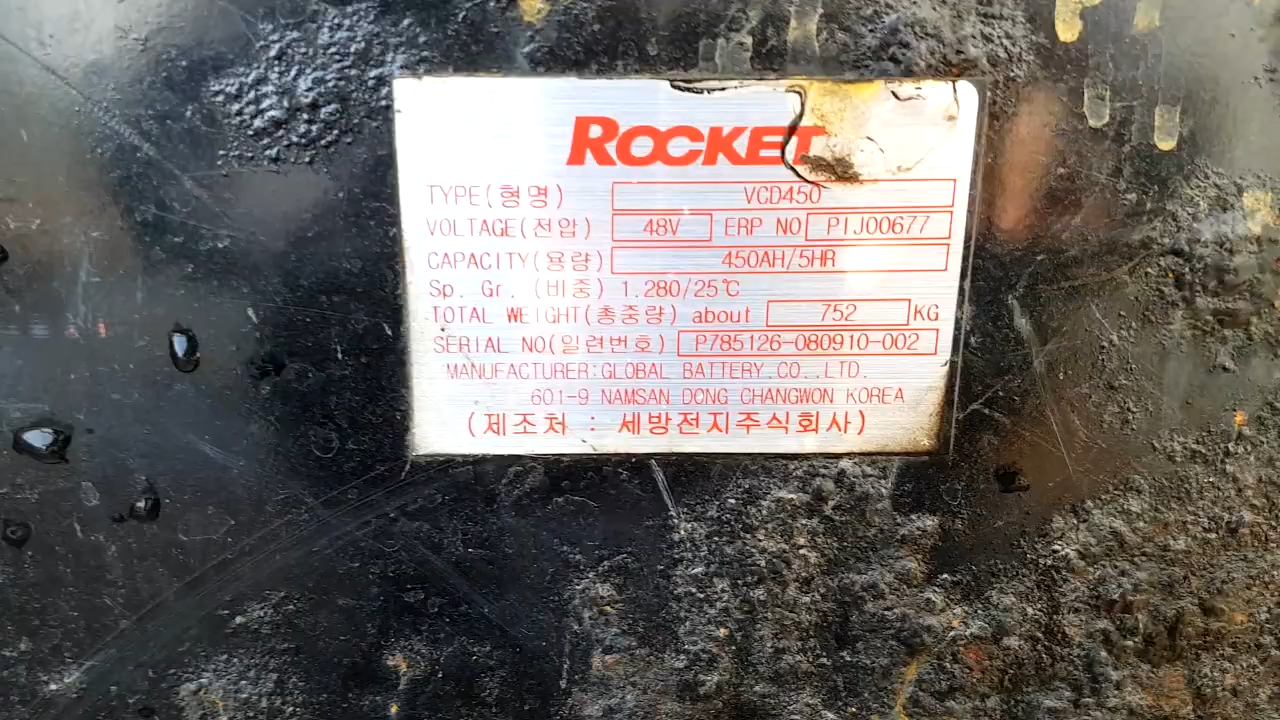 ROCKET
TYPE(형명) VCD450
VOLTAGE(전압) 48V ERP NO PIJ00677
CAPACITY(용량) 450AH/5HR
Sp. Gr. (비중) 1.280/25℃
TOTAL WEIGHT(총중량) about 752 KG
SERIAL NO(일련번호) P785126-080910-002
MANUFACTURER:GLOBAL BATTERY.CO.,LTD.
601-9 NAMSAN DONG CHANGWON KOREA
(제조처 : 세방전지주식회사)